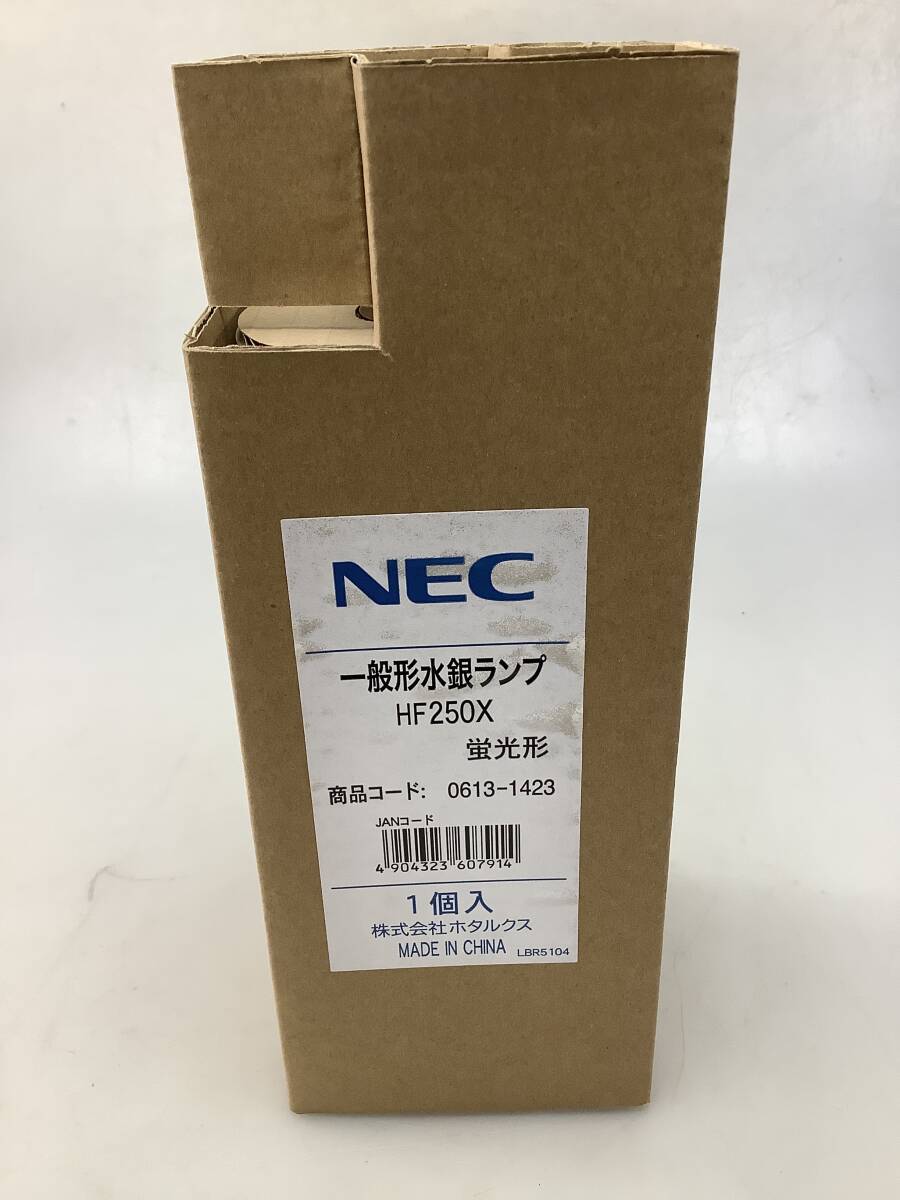 NEC
一般形水銀ランプ
HF250X
蛍光形
商品コード: 0613-1423
JANコード
4 904323 607914
1個入
株式会社ホタルクス
MADE IN CHINA LBR5104